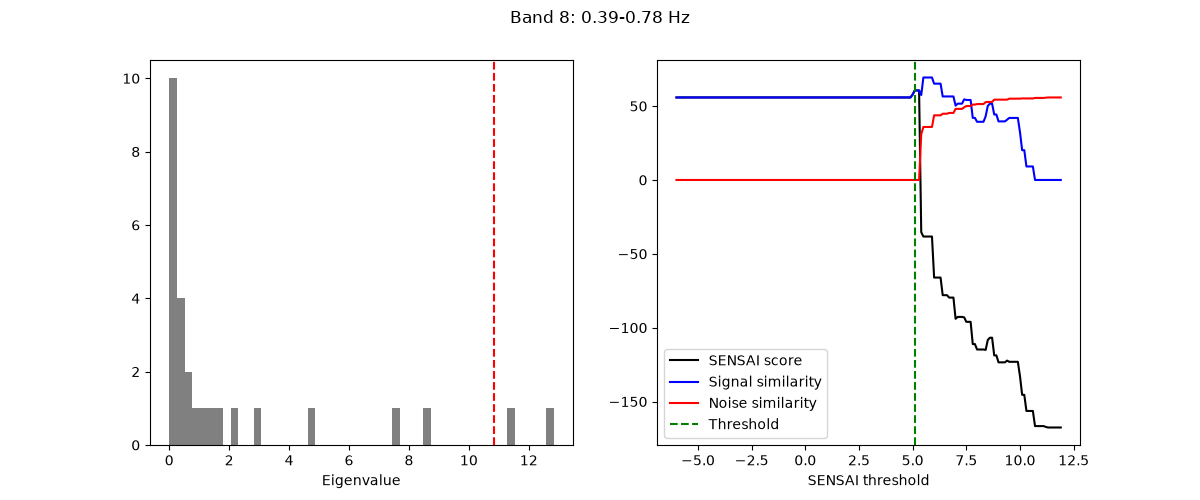 Band 8: 0.39-0.78 Hz
10
8
6
4
2
0
0 2 4 6 8 10 12
Eigenvalue
50
0
−50
−100
−150
SENSAI score
Signal similarity
Noise similarity
Threshold
−5.0 −2.5 0.0 2.5 5.0 7.5 10.0 12.5
SENSAI threshold